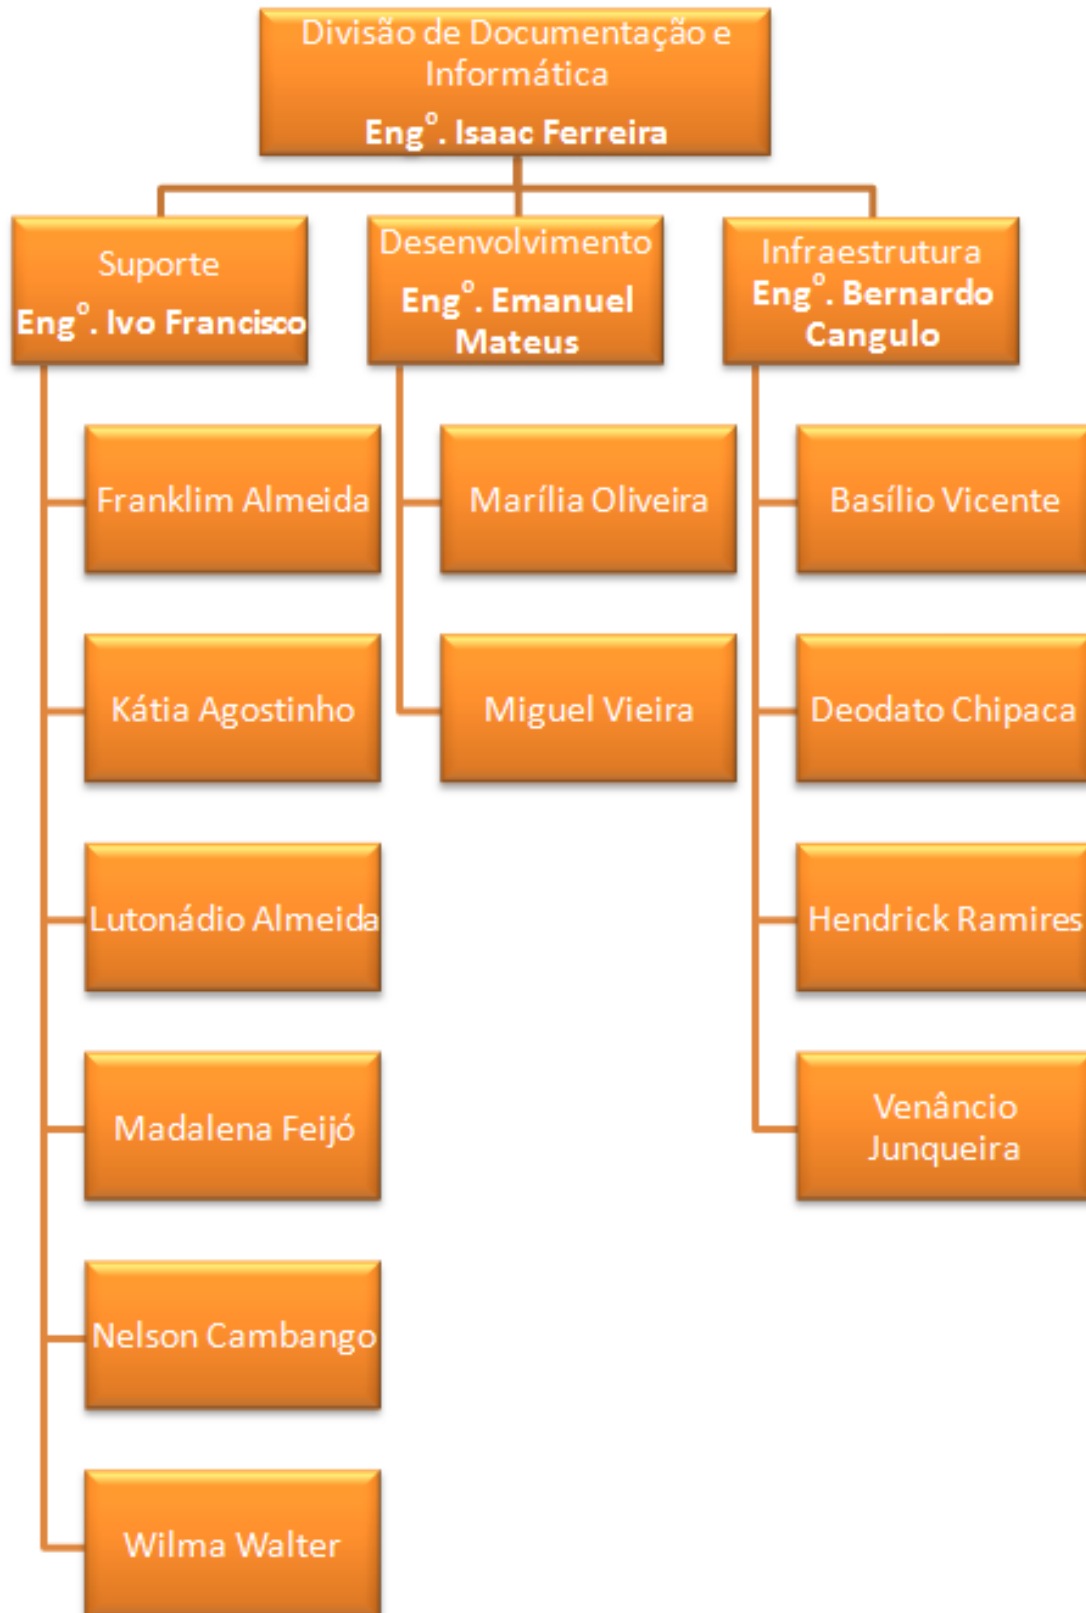 Divisão de Documentação e
Informática
Engº. Isaac Ferreira
Suporte
Engº. Ivo Francisco
Desenvolvimento
Engº. Emanuel
Mateus
Infraestrutura
Engº. Bernardo
Cangulo
Franklim Almeida
Kátia Agostinho
Lutonádio Almeida
Madalena Feijó
Nelson Cambango
Wilma Walter
Marília Oliveira
Miguel Vieira
Basílio Vicente
Deodato Chipaca
Hendrick Ramires
Venâncio
Junqueira